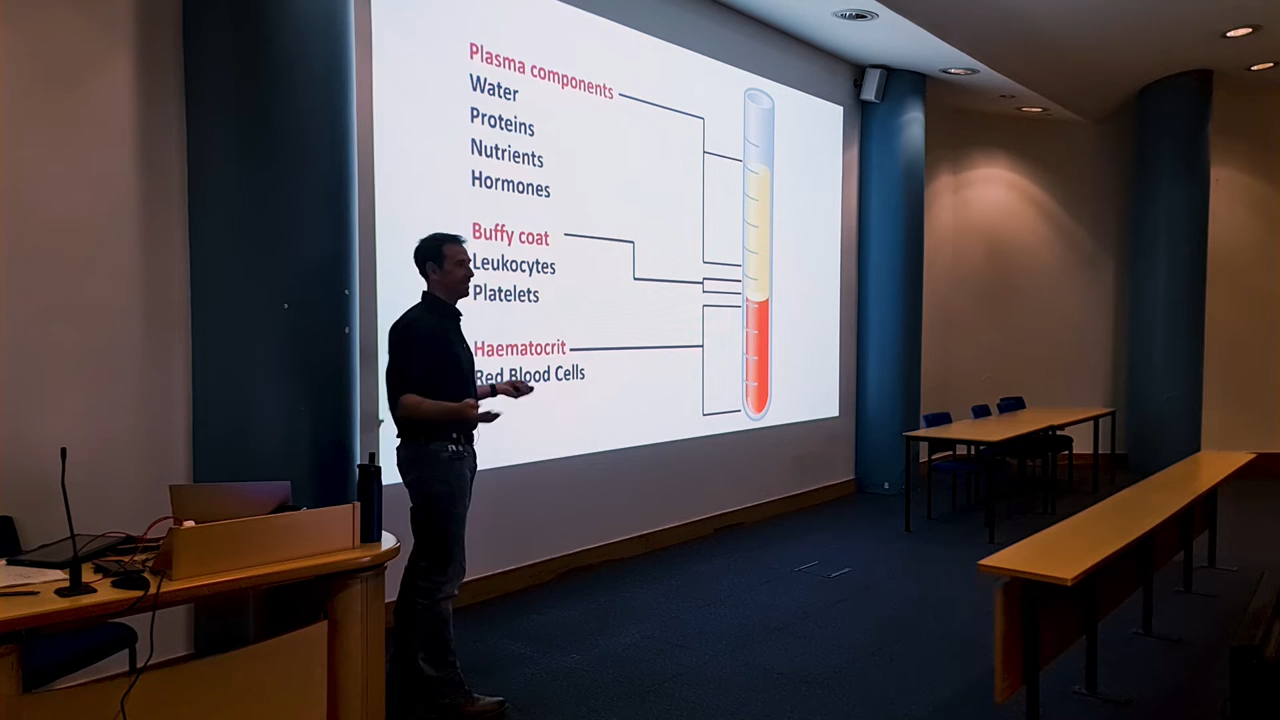 Plasma components
Water
Proteins
Nutrients
Hormones
Buffy coat
Leukocytes
Platelets
Haematocrit
Red Blood Cells